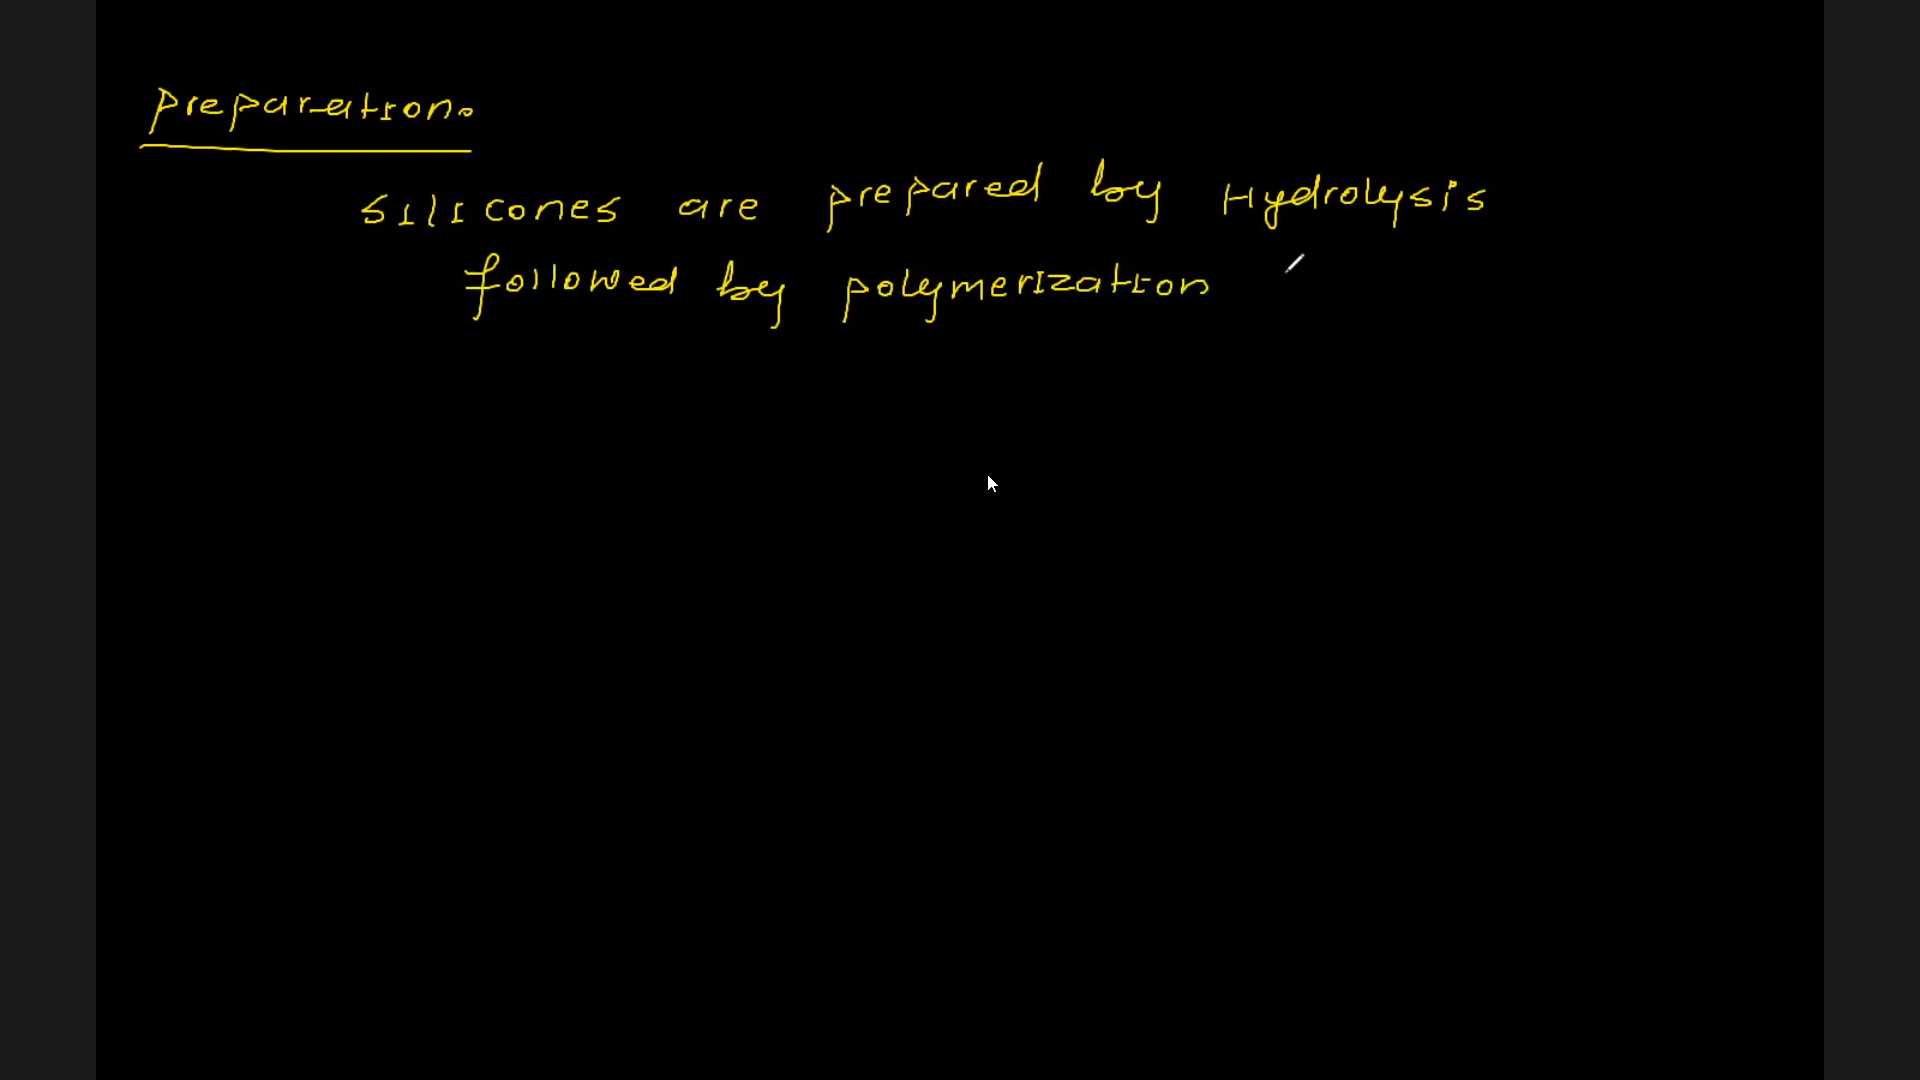 Preparation.
Silicones are prepared by Hydrolysis
followed by polymerization